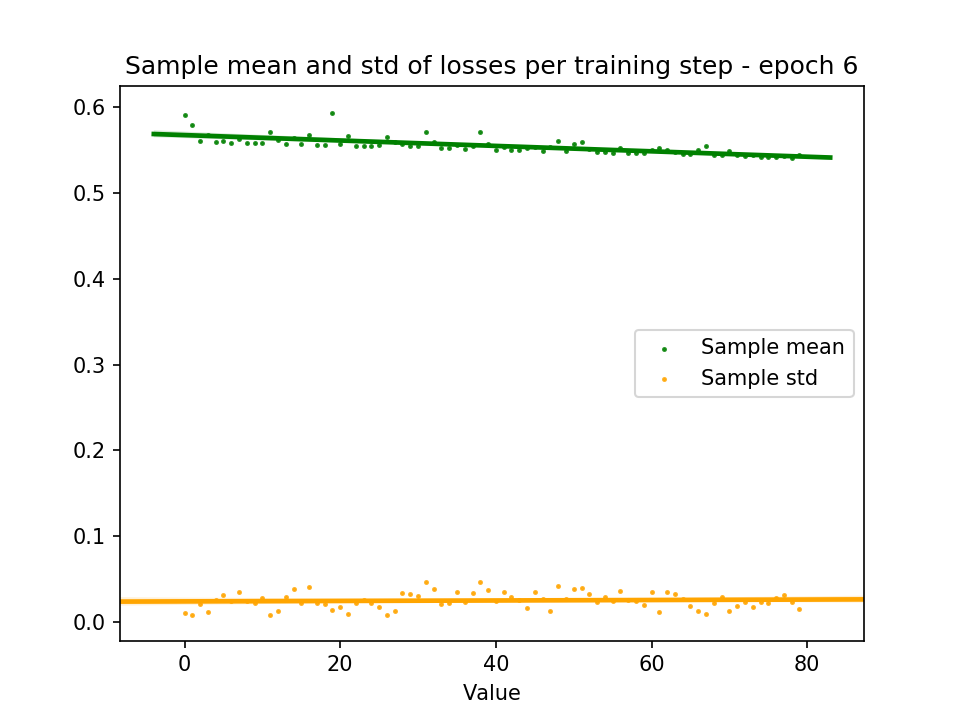 Sample mean and std of losses per training step - epoch 6
0.6
0.5
0.4
0.3
0.2
0.1
0.0
Sample mean
Sample std
0 20 40 60 80
Value